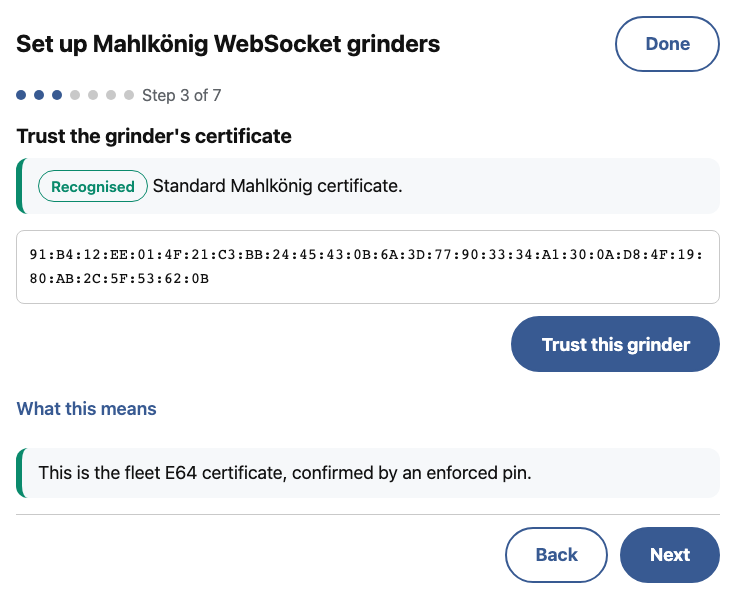 Set up Mahlkönig WebSocket grinders
Done
Step 3 of 7
Trust the grinder's certificate
Recognised Standard Mahlkönig certificate.
91:B4:12:EE:01:4F:21:C3:BB:24:45:43:0B:6A:3D:77:90:33:34:A1:30:0A:D8:4F:19:
80:AB:2C:5F:53:62:0B
Trust this grinder
What this means
This is the fleet E64 certificate, confirmed by an enforced pin.
Back
Next